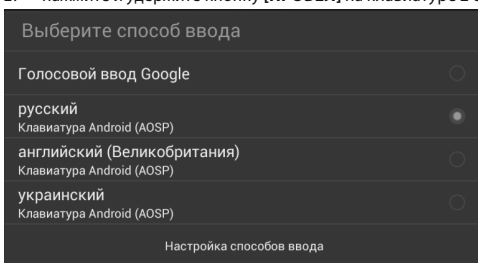 Выберите способ ввода
Голосовой ввод Google
русский
Клавиатура Android (AOSP)
английский (Великобритания)
Клавиатура Android (AOSP)
украинский
Клавиатура Android (AOSP)
Настройка способов ввода